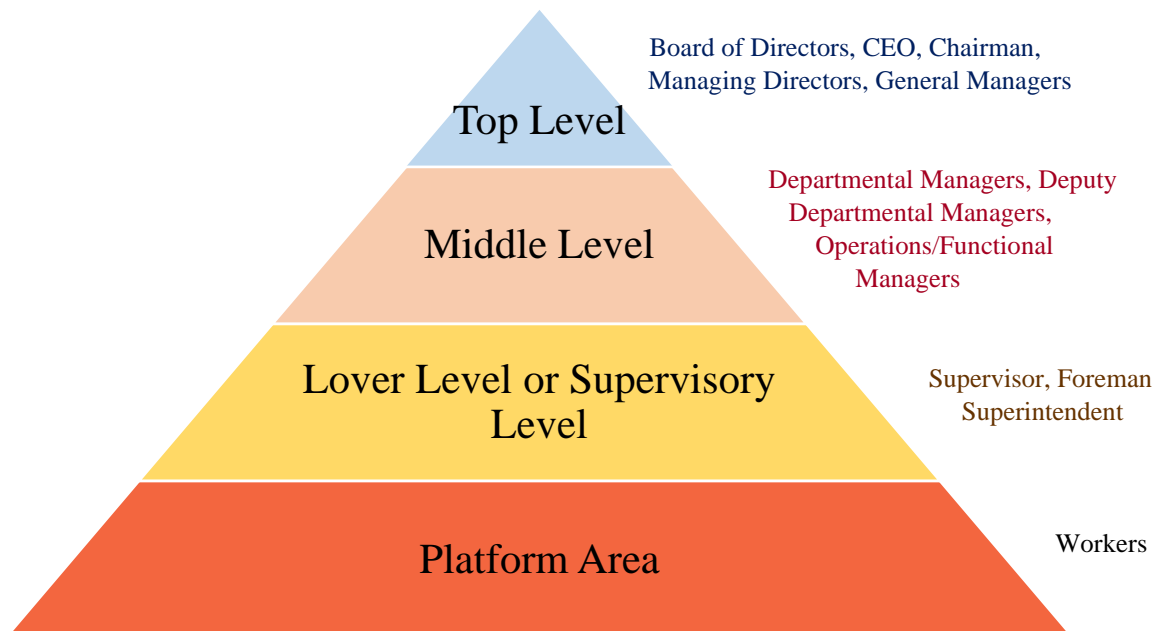 Board of Directors, CEO, Chairman,
Managing Directors, General Managers
Top Level
Departmental Managers, Deputy
Departmental Managers,
Operations/Functional
Managers
Middle Level
Lover Level or Supervisory
Level
Supervisor, Foreman
Superintendent
Platform Area
Workers